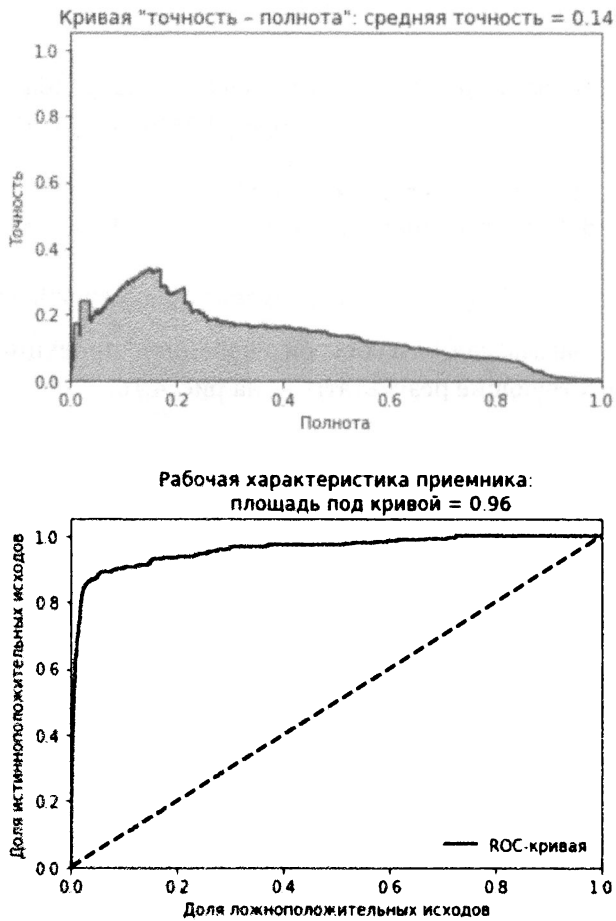 Кривая "точность – полнота": средняя точность = 0.14
1.0
0.8
0.6
0.4
0.2
0.0
Точность
0.0 0.2 0.4 0.6 0.8 1.0
Полнота
Рабочая характеристика приемника:
площадь под кривой = 0.96
1 0
0 8
0 6
0 4
0 2
0 0
Доля истинноположительных исходов
ROC-кривая
0 0 0 2 0 4 0 6 0 8 1 0
Доля ложноположительных исходов